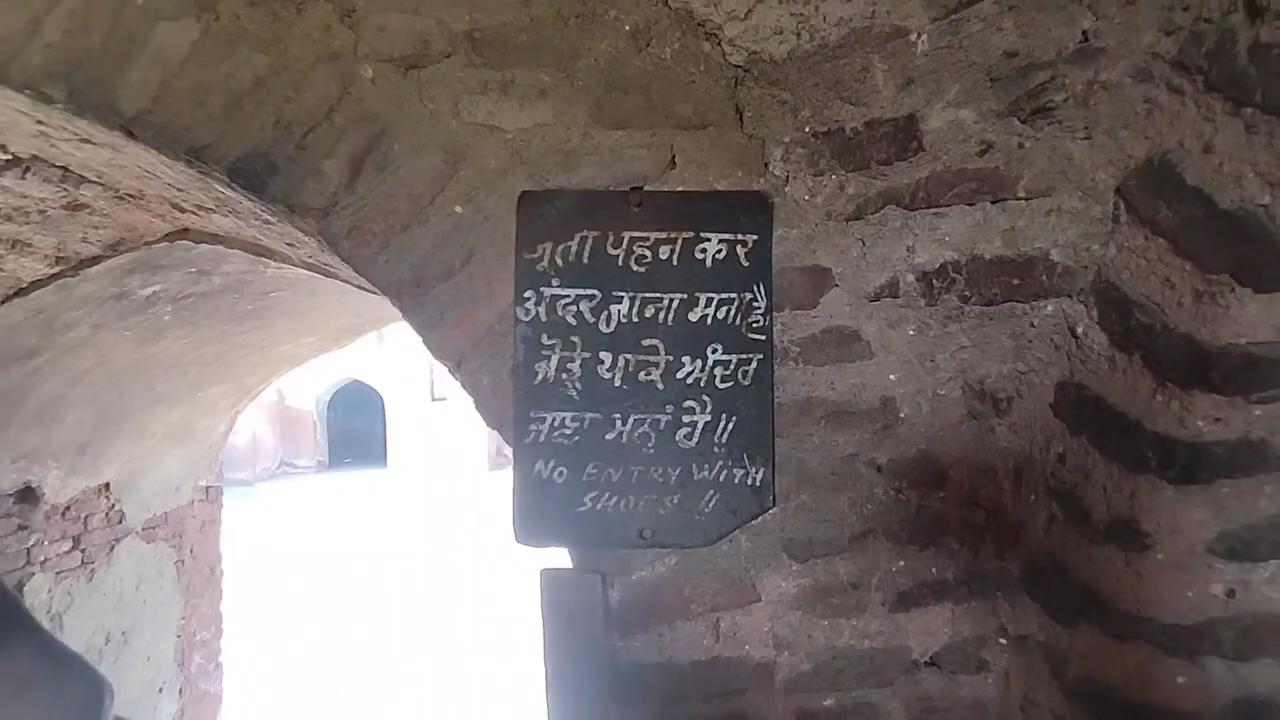 जूता पहन कर
अंदर जाना मना है
ਜੋੜੇ ਪਾਕੇ ਅੰਦਰ
ਜਾਣਾ ਮਨਾਂ ਹੈ॥
NO ENTRY WITH
SHOES !!